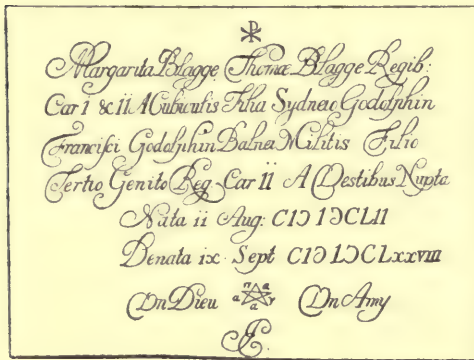 ☧
Margarita Blagge Thomæ Blagge Regib:
Car I & II A Cubiculis Filia Sydneio Godolphin
Francisci Godolphin Balnei Militis Filio
Tertio Genito Reg Car II A Vestibus Nupta
Nata ii Aug: CIƆ IƆCLII
Denata ix Sept CIƆ IƆCLxxviii
Un Dieu Un Amy